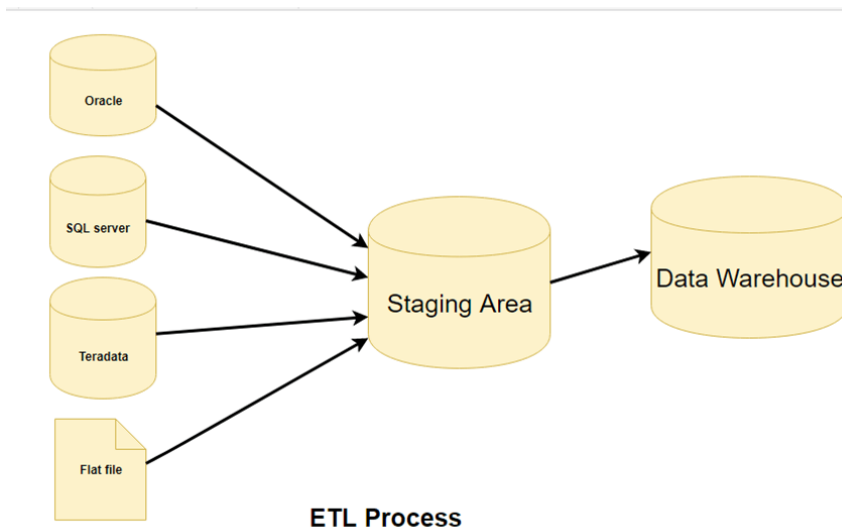 Oracle
SQL server
Teradata
Flat file
Staging Area
Data Warehouse
ETL Process